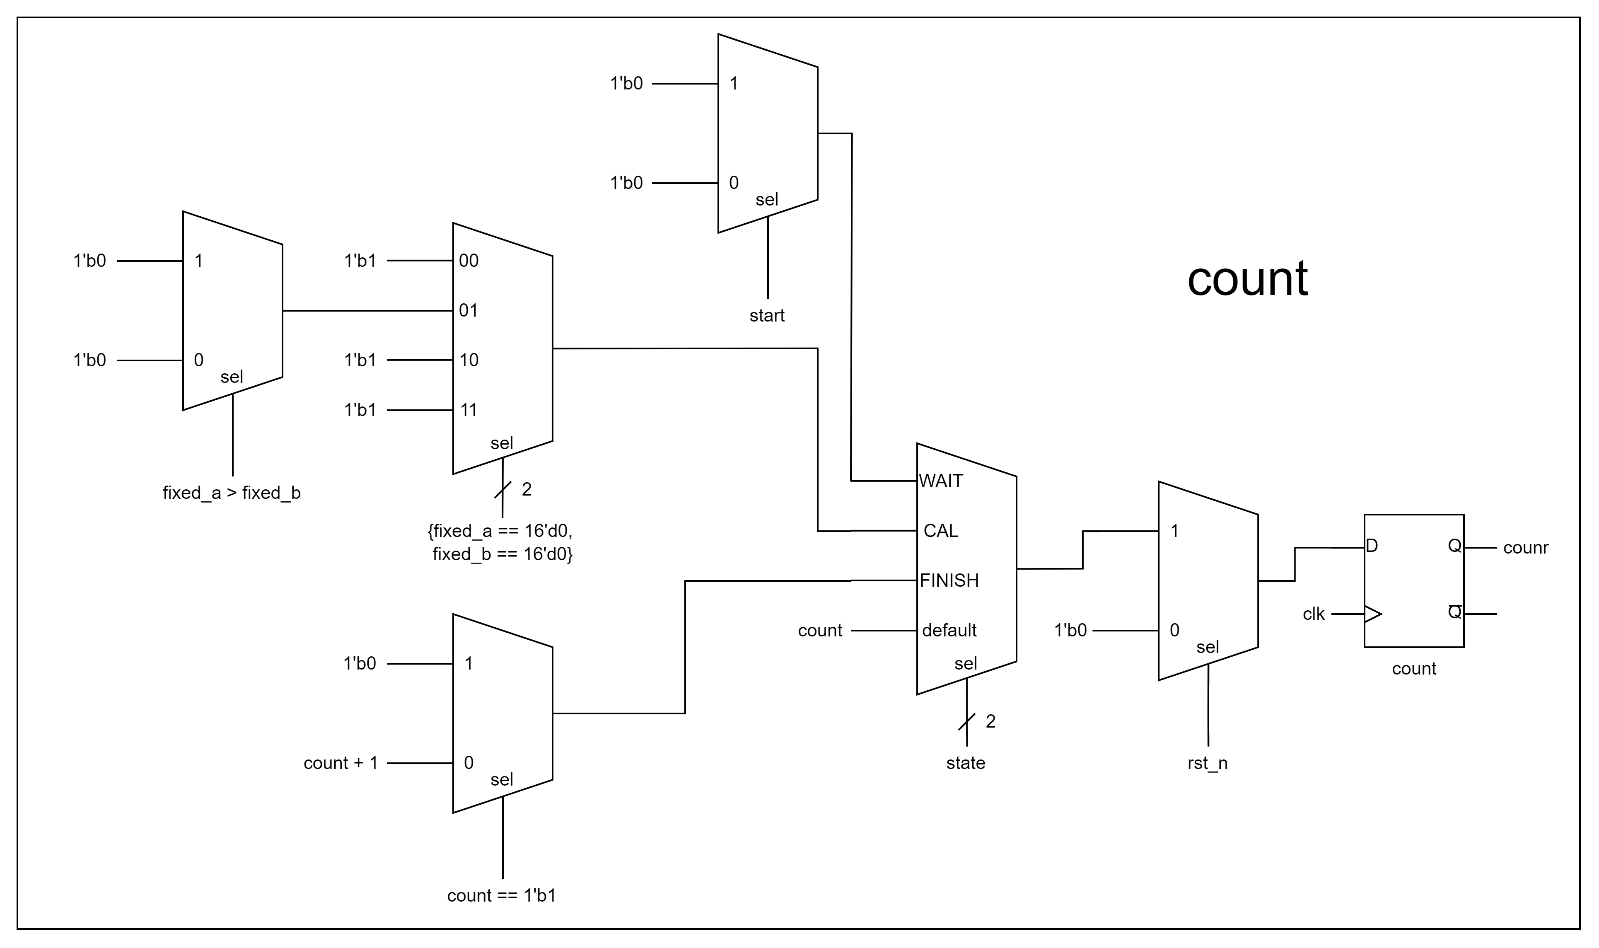 1'b0
1
1'b0
0
sel
start
count
1'b0
1
1'b0
0
sel
fixed_a > fixed_b
1'b1
00
01
1'b1
10
1'b1
11
sel
2
{fixed_a == 16'd0,
fixed_b == 16'd0}
WAIT
CAL
FINISH
count
default
sel
2
state
1'b0
1
count + 1
0
sel
count == 1'b1
1
1'b0
0
sel
rst_n
D
Q
counr
clk
Q
count